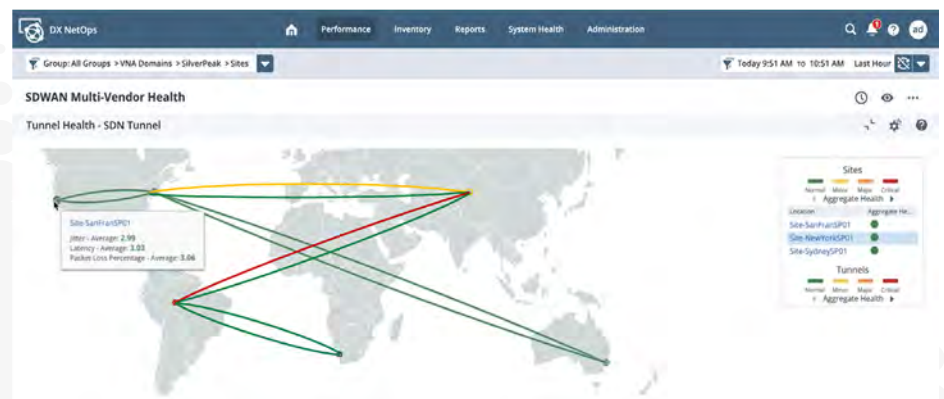 DX NetOps
Performance Inventory Reports System Health Administration
ad
Group: All Groups > VNA Domains > SilverPeak > Sites
Today 9:51 AM to 10:51 AM Last Hour
SDWAN Multi-Vendor Health
Tunnel Health - SDN Tunnel
Site-SanFranSP01
Jitter - Average: 2.99
Latency - Average: 3.03
Packet Loss Percentage - Average: 3.06
Sites
Normal Minor Major Critical
Aggregate Health
Location Aggregate He...
Site-SanFranSP01
Site-NewYorkSP01
Site-SydneySP01
Tunnels
Normal Minor Major Critical
Aggregate Health